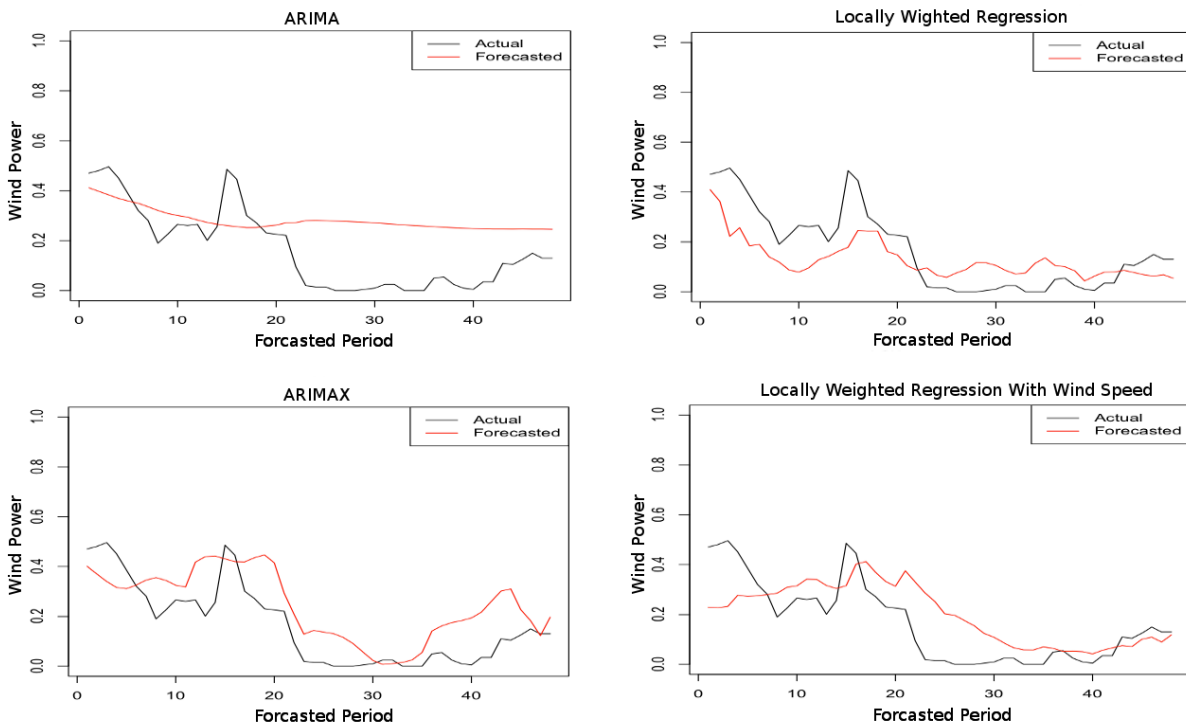 ARIMA
Actual
Forecasted
Wind Power
1.0
0.8
0.6
0.4
0.2
0.0
0 10 20 30 40
Forcasted Period
Locally Wighted Regression
Actual
Forecasted
Wind Power
1.0
0.8
0.6
0.4
0.2
0.0
0 10 20 30 40
Forcasted Period
ARIMAX
Actual
Forecasted
Wind Power
1.0
0.8
0.6
0.4
0.2
0.0
0 10 20 30 40
Forcasted Period
Locally Weighted Regression With Wind Speed
Actual
Forecasted
Wind Power
1.0
0.8
0.6
0.4
0.2
0.0
0 10 20 30 40
Forcasted Period